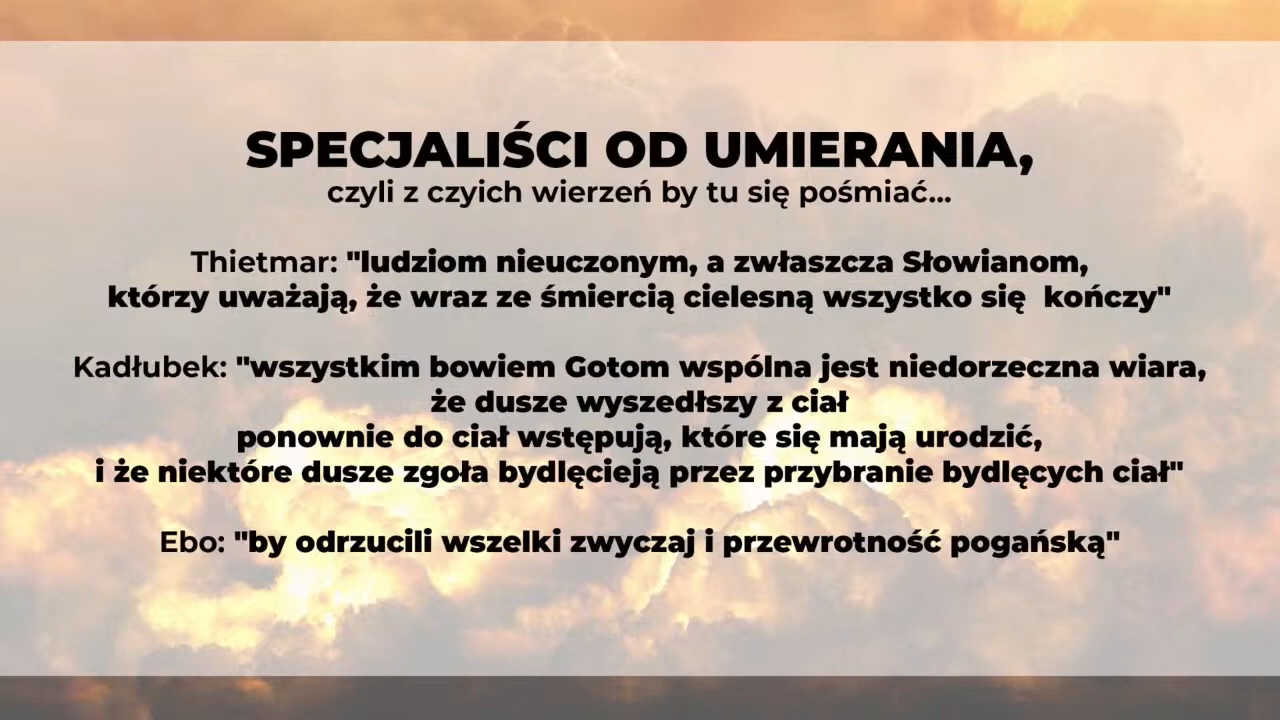 SPECJALIŚCI OD UMIERANIA,
czyli z czyich wierzeń by tu się pośmiać...
Thietmar: "ludziom nieuczonym, a zwłaszcza Słowianom,
którzy uważają, że wraz ze śmiercią cielesną wszystko się kończy"
Kadłubek: "wszystkim bowiem Gotom wspólna jest niedorzeczna wiara,
że dusze wyszedłszy z ciał
ponownie do ciał wstępują, które się mają urodzić,
i że niektóre dusze zgoła bydlęcieją przez przybranie bydlęcych ciał"
Ebo: "by odrzucili wszelki zwyczaj i przewrotność pogańską"